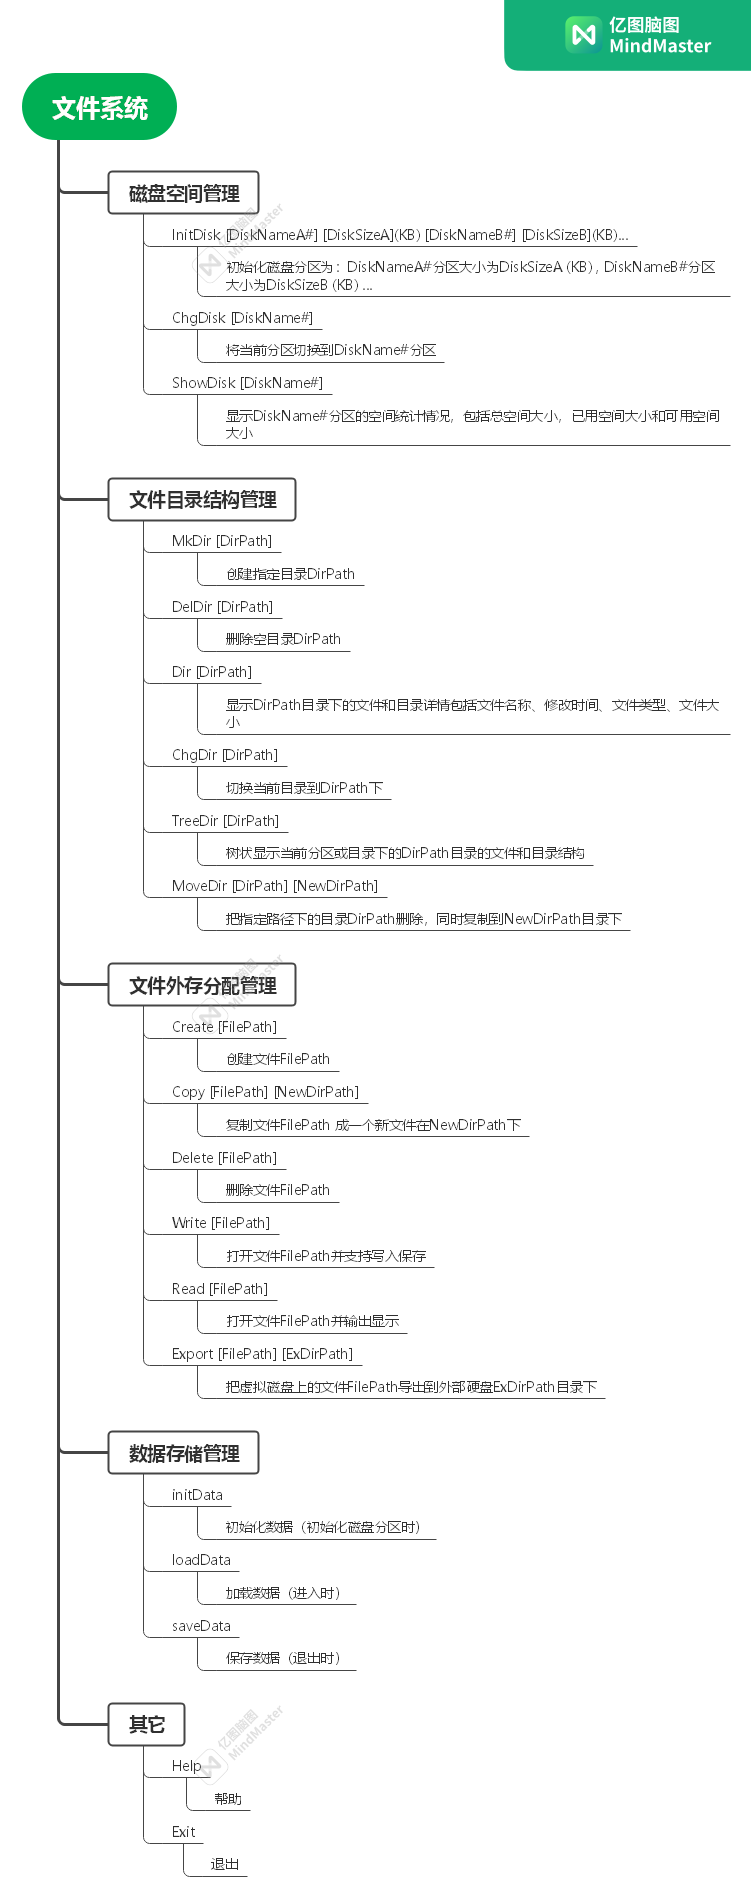 亿图脑图
MindMaster
文件系统
磁盘空间管理
InitDisk [DiskNameA#] [DiskSizeA](KB) [DiskNameB#] [DiskSizeB](KB)...
初始化磁盘分区为：DiskNameA#分区大小为DiskSizeA (KB) , DiskNameB#分区
大小为DiskSizeB (KB) ...
ChgDisk [DiskName#]
将当前分区切换到DiskName#分区
ShowDisk [DiskName#]
显示DiskName#分区的空间统计情况，包括总空间大小，已用空间大小和可用空间
大小
文件目录结构管理
MkDir [DirPath]
创建指定目录DirPath
DelDir [DirPath]
删除空目录DirPath
Dir [DirPath]
显示DirPath目录下的文件和目录详情包括文件名称、修改时间、文件类型、文件大
小
ChgDir [DirPath]
切换当前目录到DirPath下
TreeDir [DirPath]
树状显示当前分区或目录下的DirPath目录的文件和目录结构
MoveDir [DirPath] [NewDirPath]
把指定路径下的目录DirPath删除，同时复制到NewDirPath目录下
文件外存分配管理
Create [FilePath]
创建文件FilePath
Copy [FilePath] [NewDirPath]
复制文件FilePath 成一个新文件在NewDirPath下
Delete [FilePath]
删除文件FilePath
Write [FilePath]
打开文件FilePath并支持写入保存
Read [FilePath]
打开文件FilePath并输出显示
Export [FilePath] [ExDirPath]
把虚拟磁盘上的文件FilePath导出到外部硬盘ExDirPath目录下
数据存储管理
initData
初始化数据（初始化磁盘分区时）
loadData
加载数据（进入时）
saveData
保存数据（退出时）
其它
Help
帮助
Exit
退出
亿图脑图
MindMaster
亿图脑图
MindMaster
亿图脑图
MindMaster